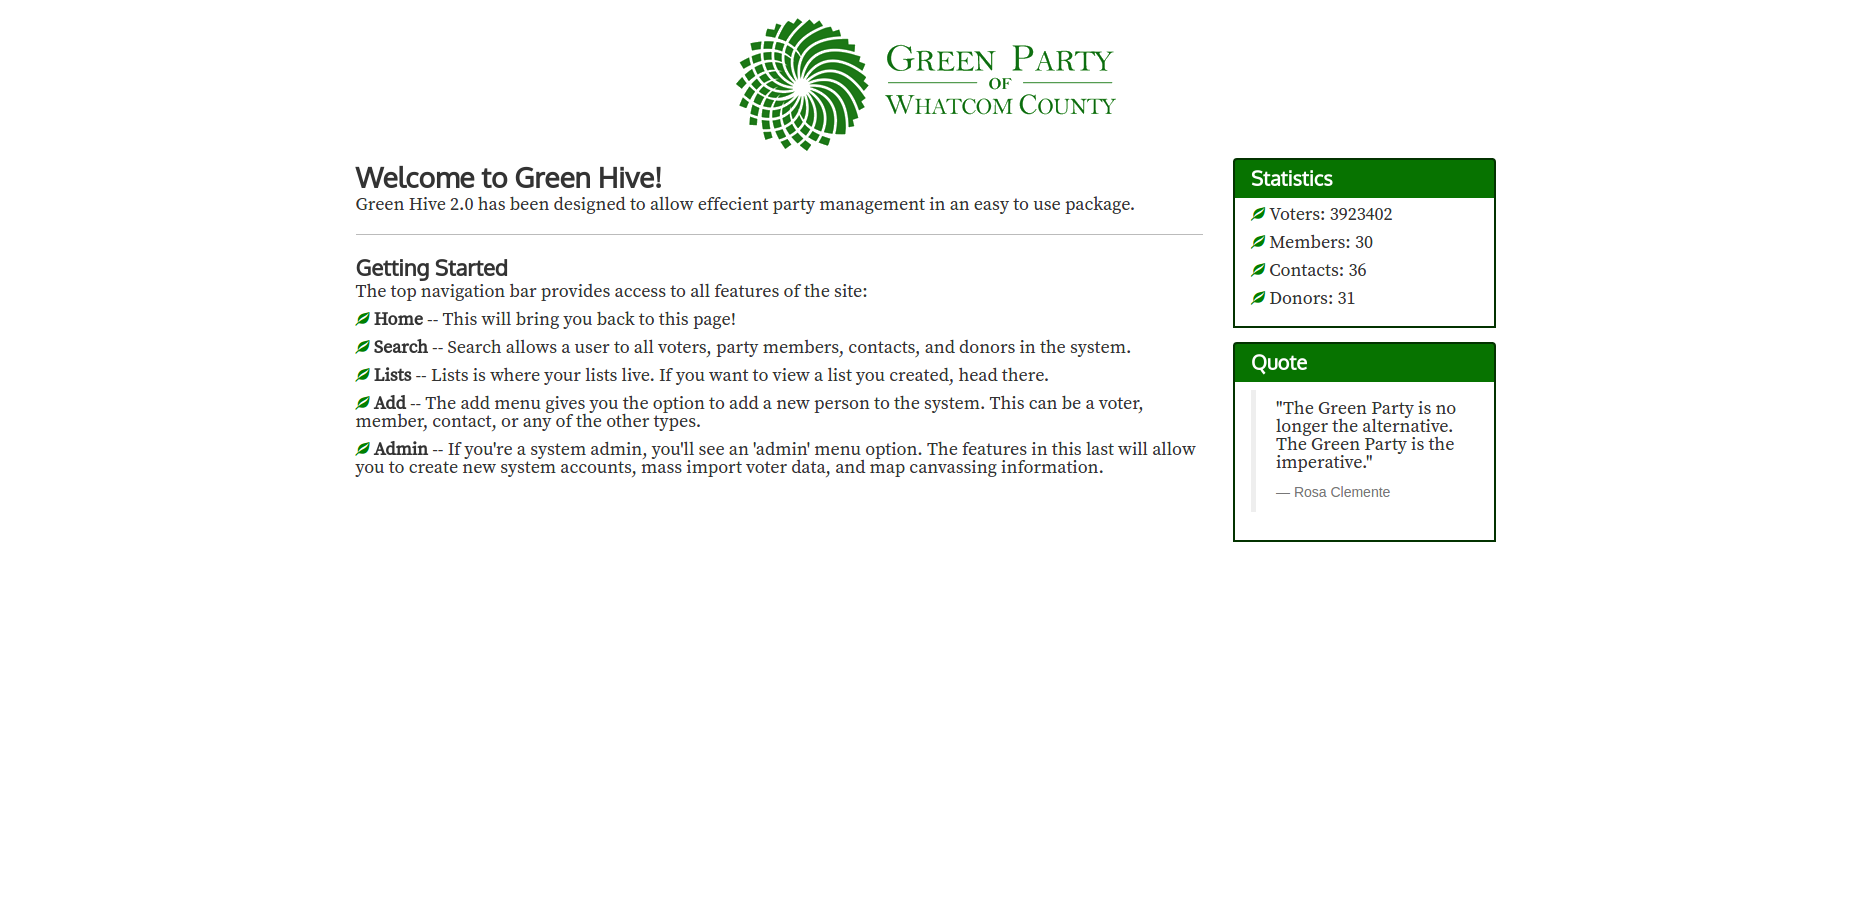 GREEN PARTY
OF
WHATCOM COUNTY
Welcome to Green Hive!
Green Hive 2.0 has been designed to allow effecient party management in an easy to use package.
Getting Started
The top navigation bar provides access to all features of the site:
Home -- This will bring you back to this page!
Search -- Search allows a user to all voters, party members, contacts, and donors in the system.
Lists -- Lists is where your lists live. If you want to view a list you created, head there.
Add -- The add menu gives you the option to add a new person to the system. This can be a voter,
member, contact, or any of the other types.
Admin -- If you're a system admin, you'll see an 'admin' menu option. The features in this last will allow
you to create new system accounts, mass import voter data, and map canvassing information.
Statistics
Voters: 3923402
Members: 30
Contacts: 36
Donors: 31
Quote
"The Green Party is no
longer the alternative.
The Green Party is the
imperative."
— Rosa Clemente